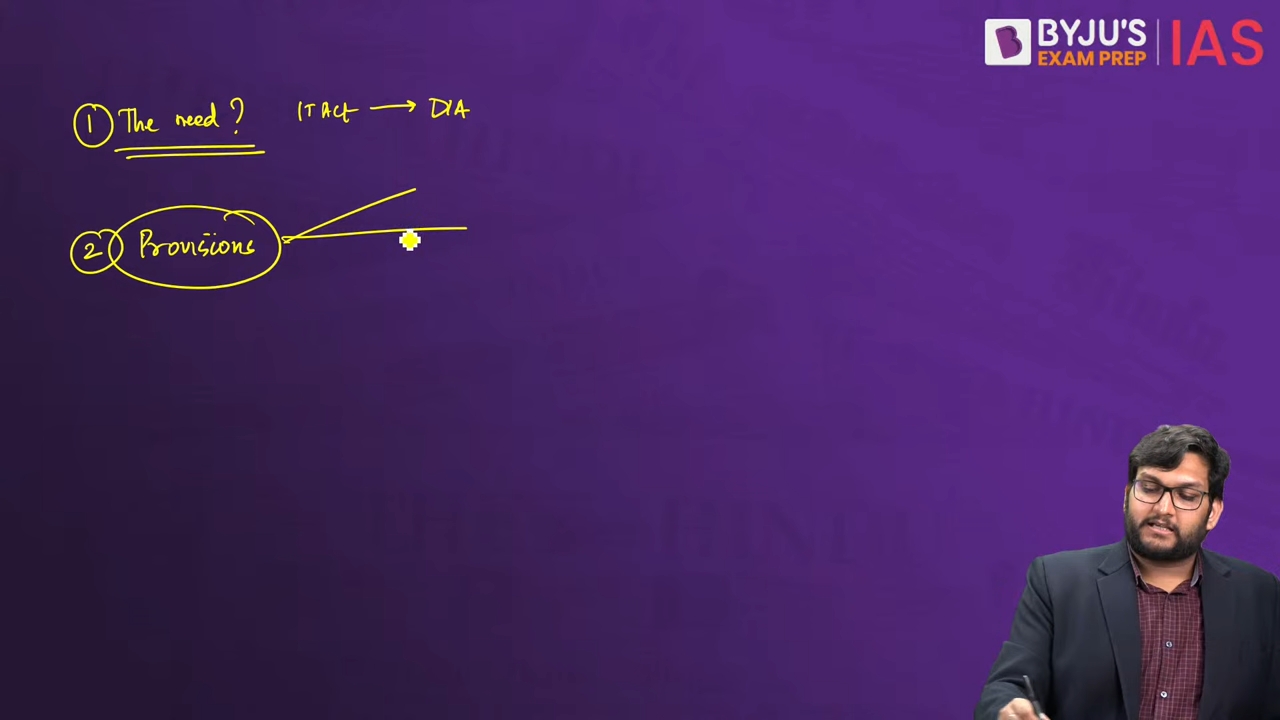 BYJU'S IAS
EXAM PREP
1 The need? IT Act → DIA
2 Provisions